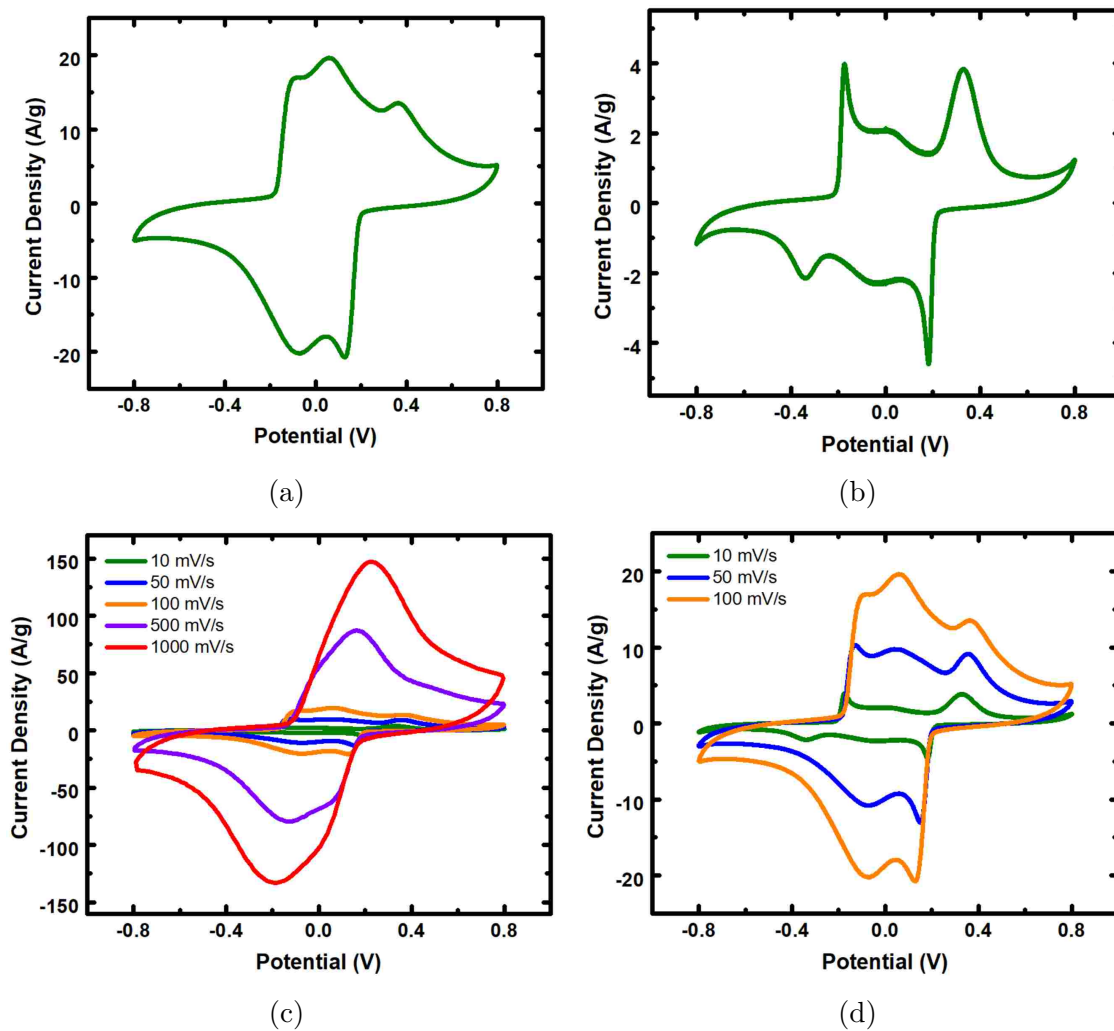 20
10
0
-10
-20
Current Density (A/g)
-0.8 -0.4 0.0 0.4 0.8
Potential (V)
(a)
4
2
0
-2
-4
Current Density (A/g)
-0.8 -0.4 0.0 0.4 0.8
Potential (V)
(b)
150
100
50
0
-50
-100
-150
Current Density (A/g)
10 mV/s
50 mV/s
100 mV/s
500 mV/s
1000 mV/s
-0.8 -0.4 0.0 0.4 0.8
Potential (V)
(c)
20
10
0
-10
-20
Current Density (A/g)
10 mV/s
50 mV/s
100 mV/s
-0.8 -0.4 0.0 0.4 0.8
Potential (V)
(d)